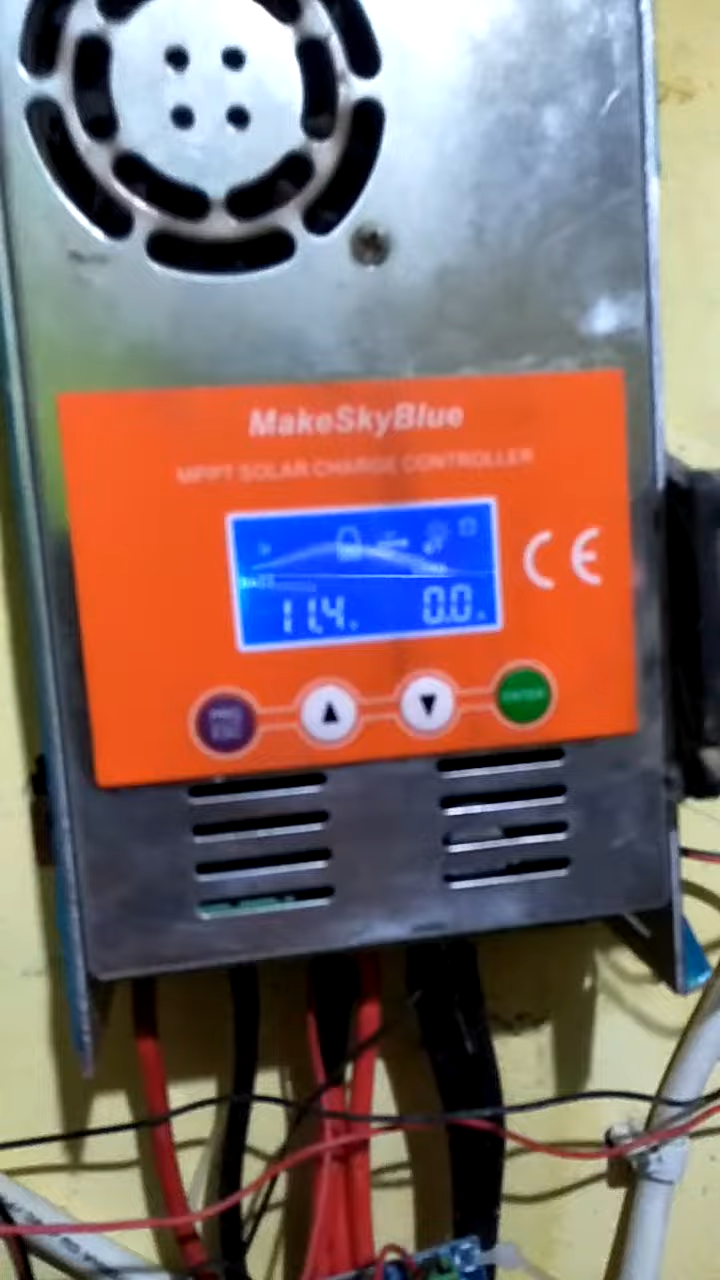 MakeSkyBlue
MPPT SOLAR CHARGE CONTROLLER
CE
11.4
0.0
ENTER